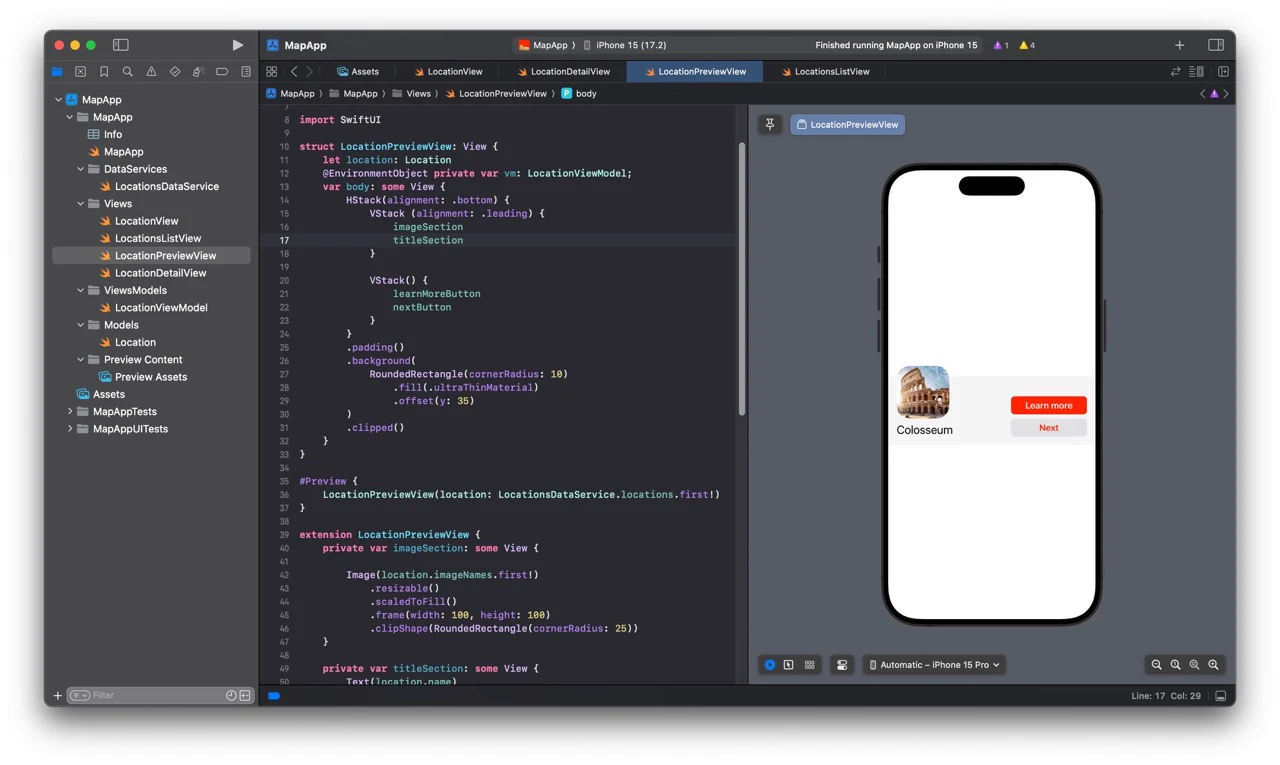 MapApp
MapApp ⟩ iPhone 15 (17.2)
Finished running MapApp on iPhone 15
1
4
Assets
LocationView
LocationDetailView
LocationPreviewView
LocationsListView
MapApp
MapApp
Info
MapApp
DataServices
LocationsDataService
Views
LocationView
LocationsListView
LocationPreviewView
LocationDetailView
ViewsModels
LocationViewModel
Models
Location
Preview Content
Preview Assets
Assets
MapAppTests
MapAppUITests
Filter
MapApp ⟩ MapApp ⟩ Views ⟩ LocationPreviewView ⟩ P body
7
8 import SwiftUI
9
10 struct LocationPreviewView: View {
11 let location: Location
12 @EnvironmentObject private var vm: LocationViewModel;
13 var body: some View {
14 HStack(alignment: .bottom) {
15 VStack (alignment: .leading) {
16 imageSection
17 titleSection
18 }
19
20 VStack() {
21 learnMoreButton
22 nextButton
23 }
24 }
25 .padding()
26 .background(
27 RoundedRectangle(cornerRadius: 10)
28 .fill(.ultraThinMaterial)
29 .offset(y: 35)
30 )
31 .clipped()
32 }
33 }
34
35 #Preview {
36 LocationPreviewView(location: LocationsDataService.locations.first!)
37 }
38
39 extension LocationPreviewView {
40 private var imageSection: some View {
41
42 Image(location.imageNames.first!)
43 .resizable()
44 .scaledToFill()
45 .frame(width: 100, height: 100)
46 .clipShape(RoundedRectangle(cornerRadius: 25))
47 }
48
49 private var titleSection: some View {
50 Text(location.name)
LocationPreviewView
Colosseum
Learn more
Next
Automatic – iPhone 15 Pro
Line: 17 Col: 29